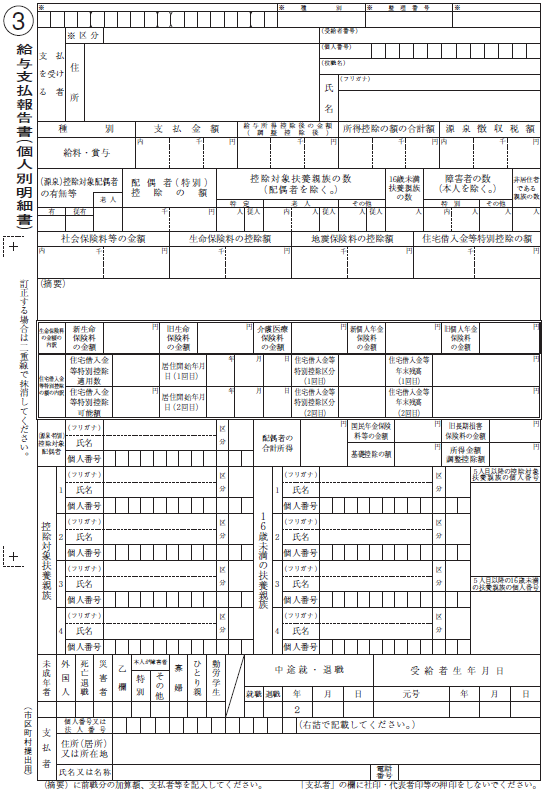 ③
給与支払報告書(個人別明細書)
訂正する場合は二重線で抹消してください。
(市区町村提出用)
※
※ 種 別
※ 整理番号
※
支払を受ける者
※区分
住所
(受給者番号)
(個人番号)
(役職名)
氏名
(フリガナ)
種 別
支払金額
給与所得控除後の金額
(調整控除後)
所得控除の額の合計額
源泉徴収税額
給料・賞与
内 千 円
千 円
千 円
内 千 円
(源泉)控除対象配偶者
の有無等
老人
有 従有
配偶者(特別)
控除の額
千 円
控除対象扶養親族の数
(配偶者を除く。)
特定
老人
その他
人 従人
内 人 従人
人 従人
16歳未満
扶養親族
の数
人
障害者の数
(本人を除く。)
特別
その他
内 人
人
非居住者
である
親族の数
人
社会保険料等の金額
生命保険料の控除額
地震保険料の控除額
住宅借入金等特別控除の額
内 千 円
千 円
千 円
千 円
(摘要)
生命保険料
の金額の
内訳
新生命
保険料
の金額
円
旧生命
保険料
の金額
円
介護医療
保険料
の金額
円
新個人年金
保険料
の金額
円
旧個人年金
保険料
の金額
円
住宅借入金
等特別控除
の額の内訳
住宅借入金
等特別控除
適用数
居住開始年月
日(1回目)
年 月 日
住宅借入金等
特別控除区分
(1回目)
住宅借入金等
年末残高
(1回目)
円
住宅借入金
等特別控除
可能額
円
居住開始年月
日(2回目)
年 月 日
住宅借入金等
特別控除区分
(2回目)
住宅借入金等
年末残高
(2回目)
円
(源泉・特別)
控除対象
配偶者
(フリガナ)
氏名
区分
個人番号
配偶者の
合計所得
円
国民年金保険
料等の金額
円
旧長期損害
保険料の金額
円
基礎控除の額
円
所得金額
調整控除額
円
控除対象扶養親族
1
(フリガナ)
氏名
区分
個人番号
2
(フリガナ)
氏名
区分
個人番号
3
(フリガナ)
氏名
区分
個人番号
4
(フリガナ)
氏名
区分
個人番号
16歳未満の扶養親族
1
(フリガナ)
氏名
区分
個人番号
2
(フリガナ)
氏名
区分
個人番号
3
(フリガナ)
氏名
区分
個人番号
4
(フリガナ)
氏名
区分
個人番号
5人目以降の控除対象
扶養親族の個人番号
5人目以降の16歳未満
の扶養親族の個人番号
未成年者
外国人
死亡退職
災害者
乙欄
本人が障害者
特別
その他
寡婦
ひとり親
勤労学生
中途就・退職
就職 退職 年 月 日
2
受給者生年月日
元号 年 月 日
支払者
個人番号又は
法人番号
(右詰で記載してください。)
住所(居所)
又は所在地
氏名又は名称
電話
番号
(摘要)に前職分の加算額、支払者等を記入してください。
「支払者」の欄に社印・代表者印等の押印をしないでください。